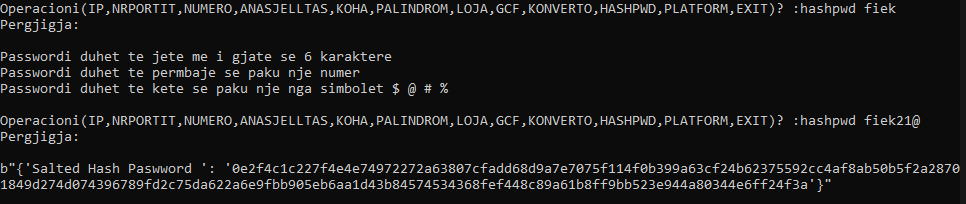 Operacioni(IP,NRPORTIT,NUMERO,ANASJELLTAS,KOHA,PALINDROM,LOJA,GCF,KONVERTO,HASHPWD,PLATFORM,EXIT)? :hashpwd fiek
Pergjigja:
Passwordi duhet te jete me i gjate se 6 karaktere
Passwordi duhet te permbaje se paku nje numer
Passwordi duhet te kete se paku nje nga simbolet $ @ # %
Operacioni(IP,NRPORTIT,NUMERO,ANASJELLTAS,KOHA,PALINDROM,LOJA,GCF,KONVERTO,HASHPWD,PLATFORM,EXIT)? :hashpwd fiek21@
Pergjigja:
b"{'Salted Hash Paswword ': '0e2f4c1c227f4e4e74972272a63807cfadd68d9a7e7075f114f0b399a63cf24b62375592cc4af8ab50b5f2a2870
1849d274d074396789fd2c75da622a6e9fbb905eb6aa1d43b84574534368fef448c89a61b8ff9bb523e944a80344e6ff24f3a'}"